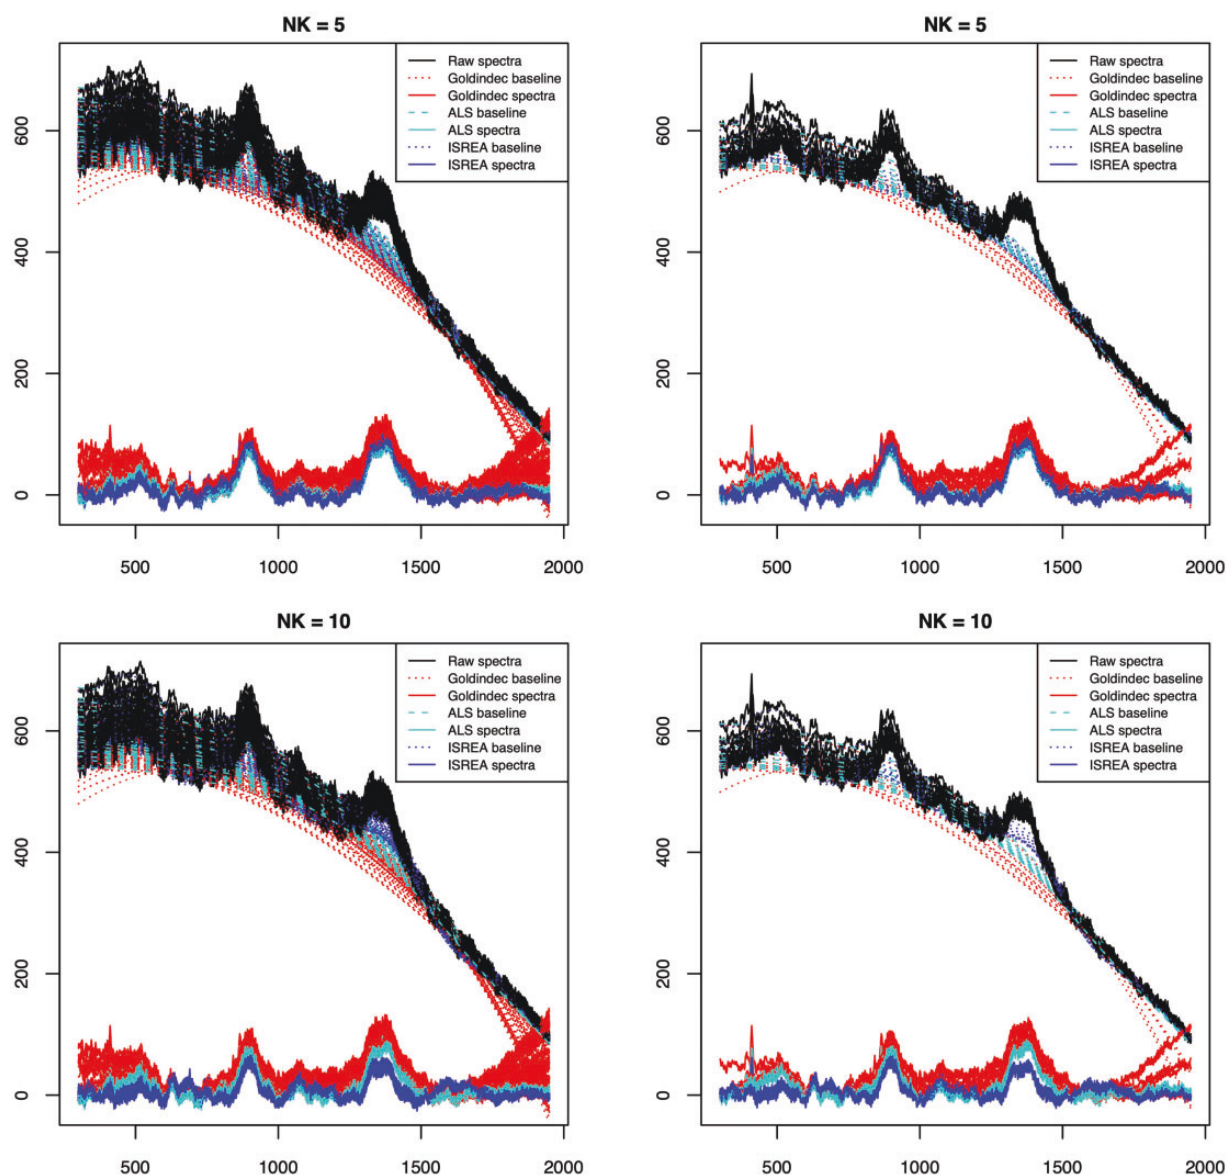 NK = 5
Raw spectra
Goldindec baseline
Goldindec spectra
ALS baseline
ALS spectra
ISREA baseline
ISREA spectra
600
400
200
0
500
1000
1500
2000
NK = 5
Raw spectra
Goldindec baseline
Goldindec spectra
ALS baseline
ALS spectra
ISREA baseline
ISREA spectra
600
400
200
0
500
1000
1500
2000
NK = 10
Raw spectra
Goldindec baseline
Goldindec spectra
ALS baseline
ALS spectra
ISREA baseline
ISREA spectra
600
400
200
0
500
1000
1500
2000
NK = 10
Raw spectra
Goldindec baseline
Goldindec spectra
ALS baseline
ALS spectra
ISREA baseline
ISREA spectra
600
400
200
0
500
1000
1500
2000